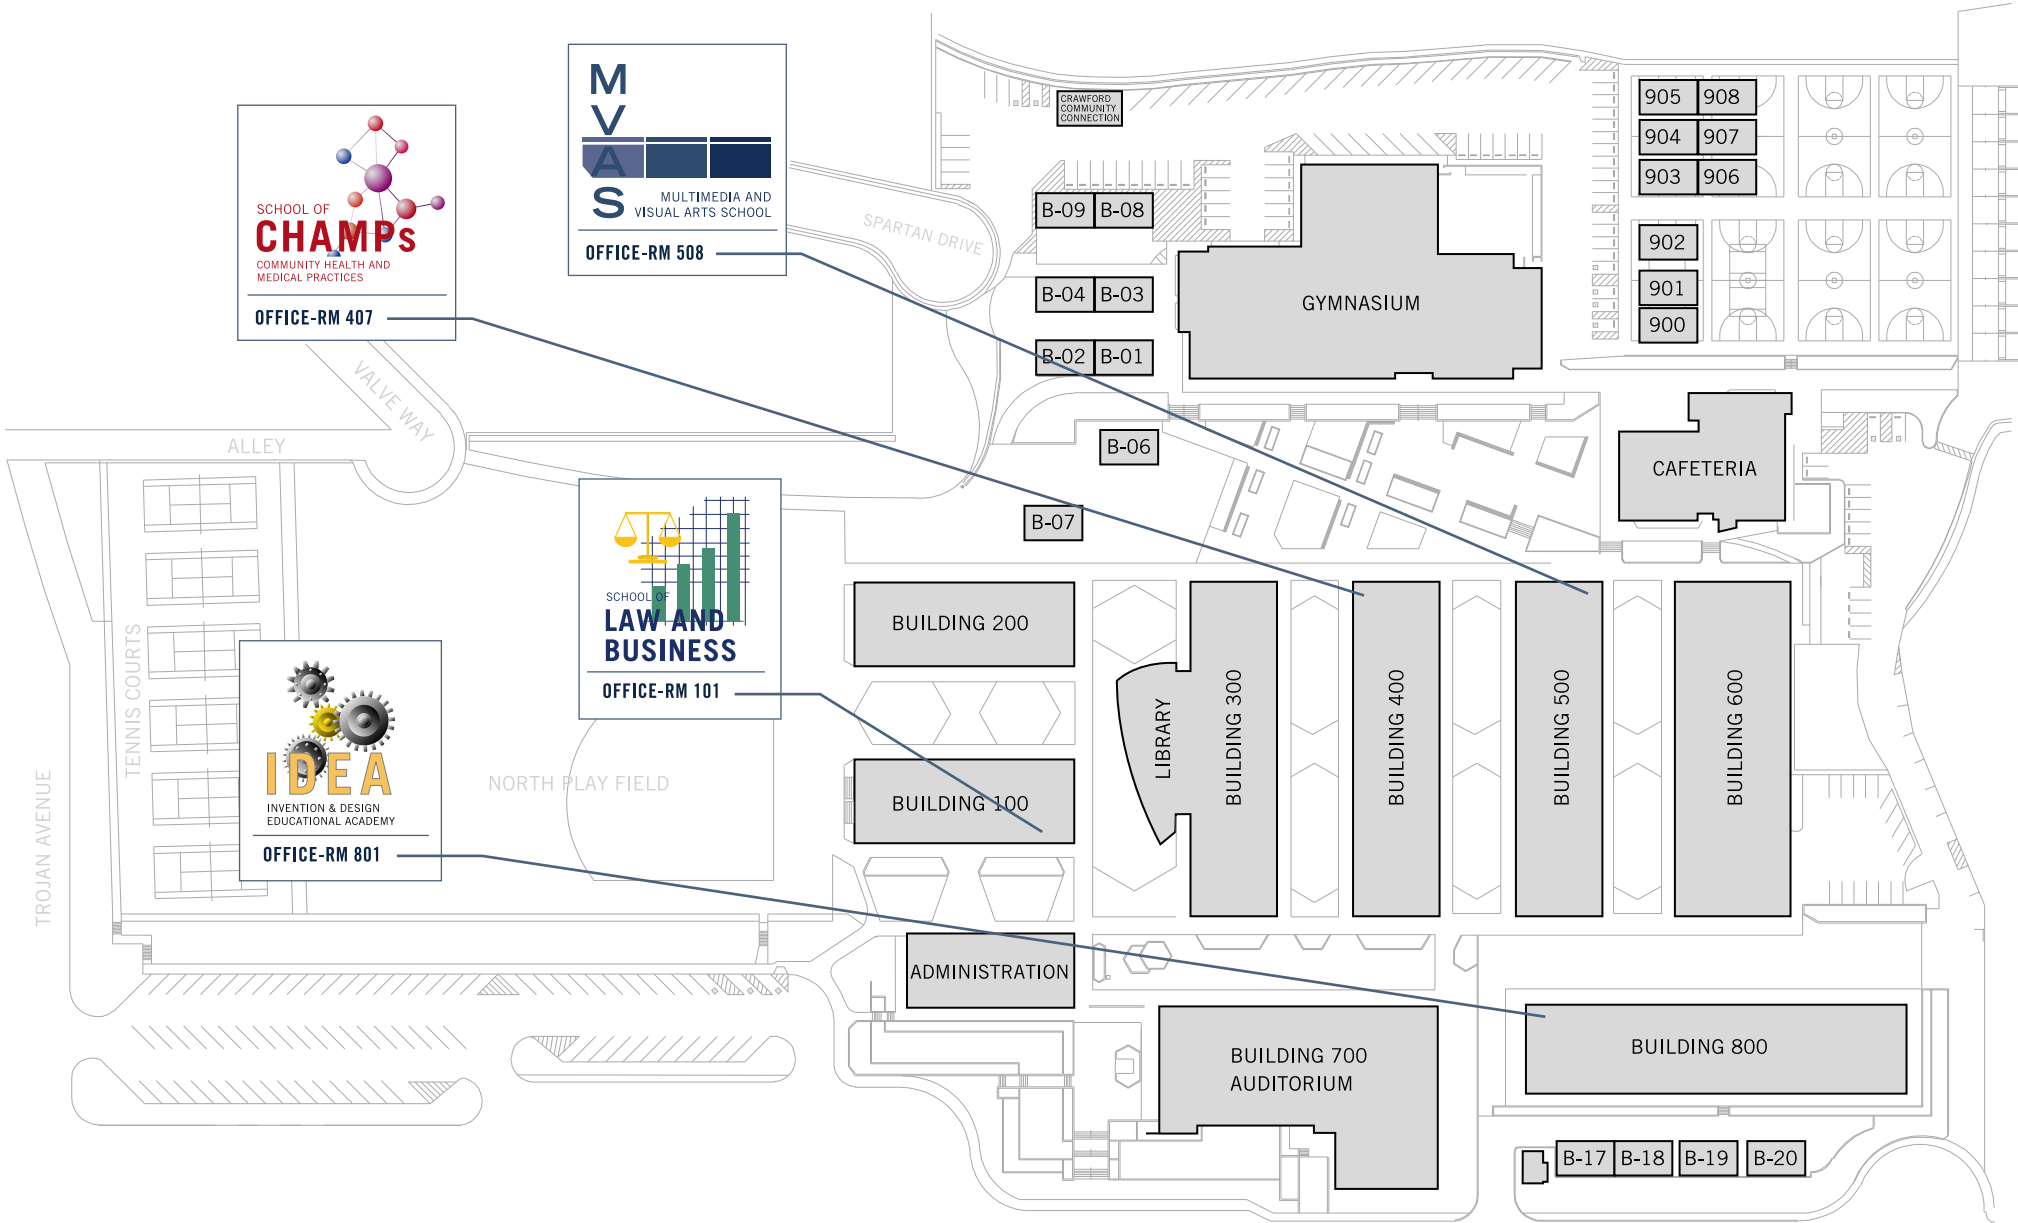 M
V
A
S
MULTIMEDIA AND
VISUAL ARTS SCHOOL
OFFICE-RM 508
SCHOOL OF
CHAMPs
COMMUNITY HEALTH AND
MEDICAL PRACTICES
OFFICE-RM 407
CRAWFORD
COMMUNITY
CONNECTION
905 908
904 907
903 906
902
901
900
B-09 B-08
SPARTAN DRIVE
B-04 B-03
GYMNASIUM
B-02 B-01
VALVE WAY
ALLEY
B-06
CAFETERIA
B-07
SCHOOL OF
LAW AND
BUSINESS
OFFICE-RM 101
BUILDING 200
TENNIS COURTS
IDEA
INVENTION & DESIGN
EDUCATIONAL ACADEMY
OFFICE-RM 801
NORTH PLAY FIELD
BUILDING 100
LIBRARY
BUILDING 300
BUILDING 400
BUILDING 500
BUILDING 600
TROJAN AVENUE
ADMINISTRATION
BUILDING 700
AUDITORIUM
BUILDING 800
B-17 B-18 B-19 B-20